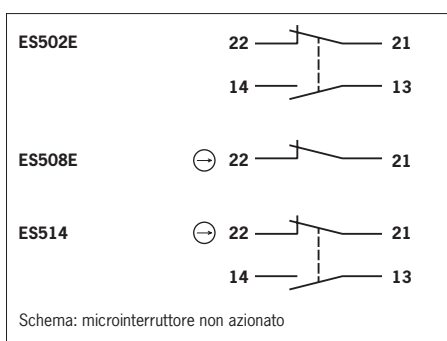 ES502E 22 21
14 13
ES508E 22 21
ES514 22 21
14 13
Schema: microinterruttore non azionato